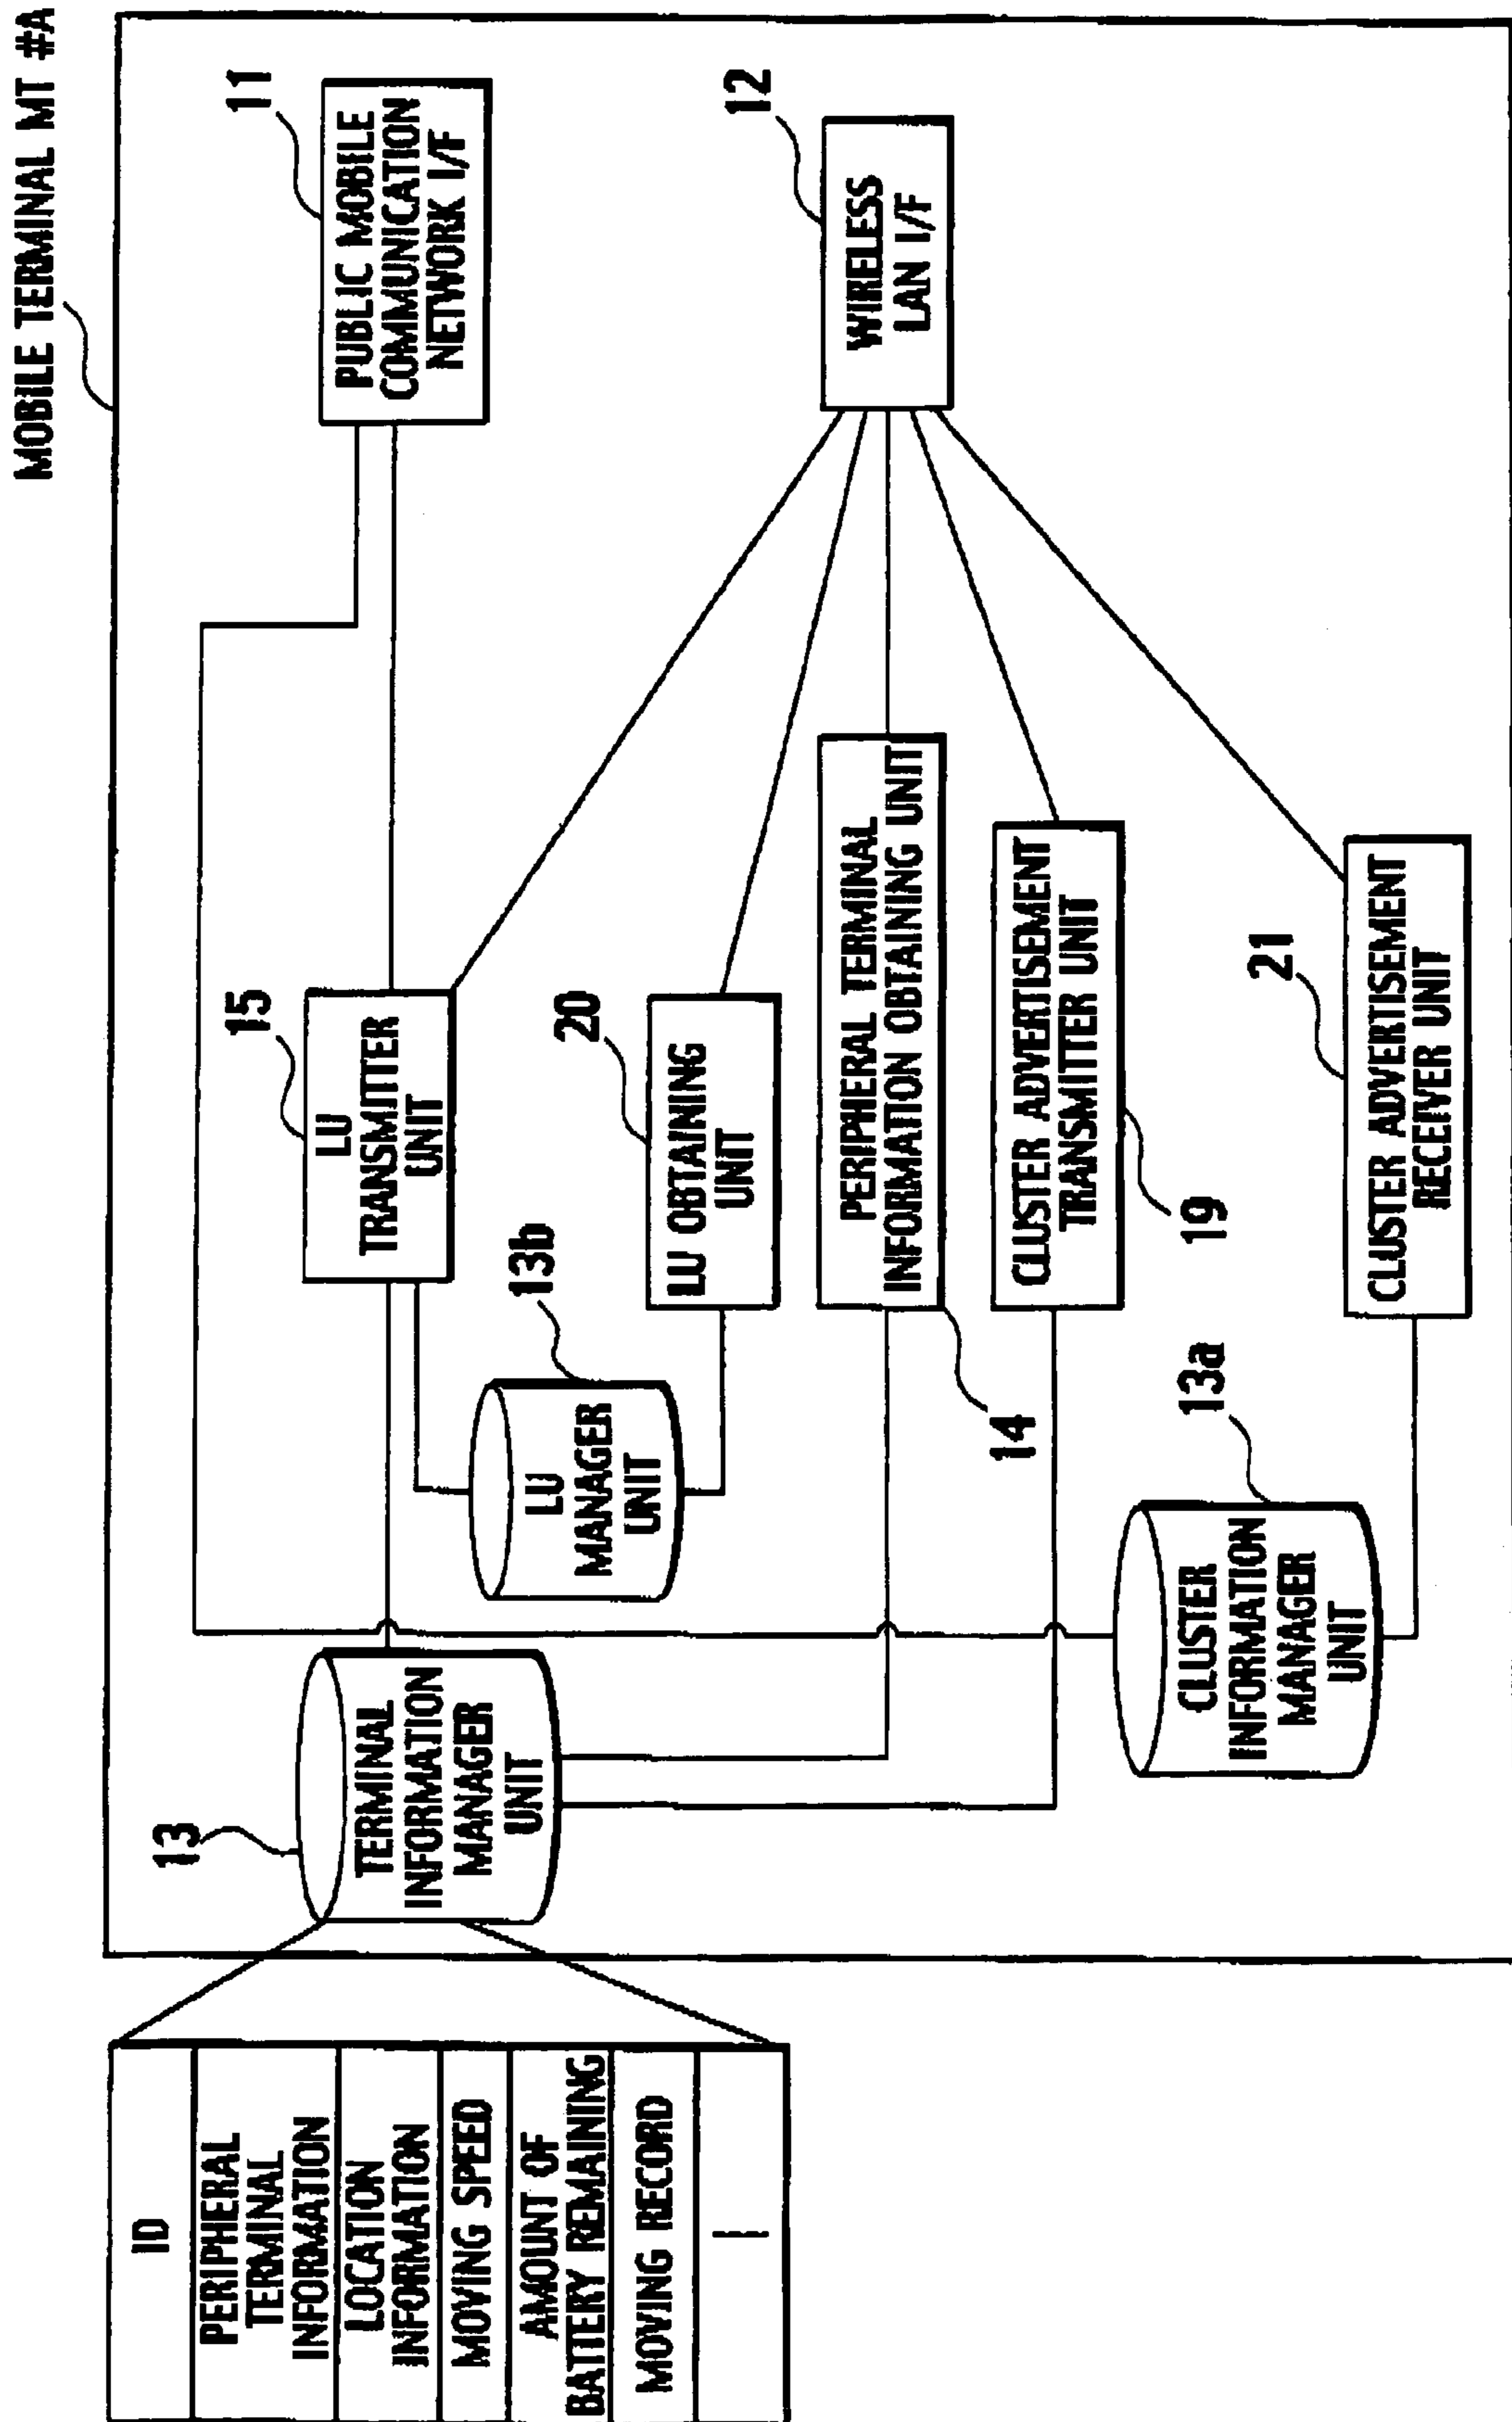 MOBILE TERMINAL MT #A
ID
PERIPHERAL
TERMINAL
INFORMATION
LOCATION
INFORMATION
MOVING SPEED
AMOUNT OF
BATTERY REMAINING
MOVING RECORD
13
TERMINAL
INFORMATION
MANAGER
UNIT
15
LU
TRANSMITTER
UNIT
11
PUBLIC MOBILE
COMMUNICATION
NETWORK I/F
13b
LU
MANAGER
UNIT
20
LU OBTAINING
UNIT
12
WIRELESS
LAN I/F
PERIPHERAL TERMINAL
INFORMATION OBTAINING UNIT
14
CLUSTER ADVERTISEMENT
TRANSMITTER UNIT
19
13a
CLUSTER
INFORMATION
MANAGER
UNIT
21
CLUSTER ADVERTISEMENT
RECEIVER UNIT